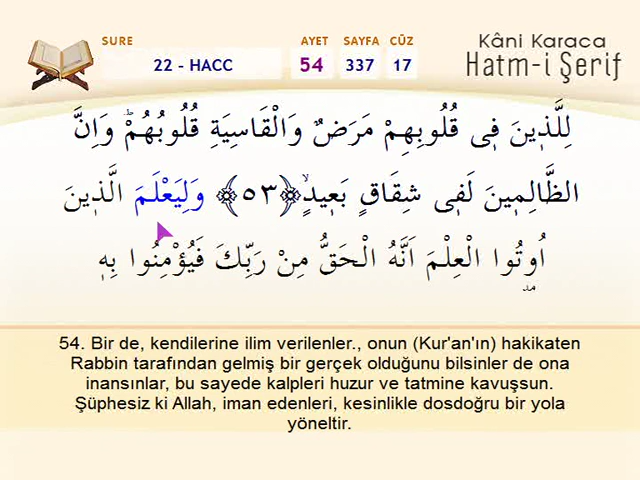 SURE AYET SAYFA CÜZ
22 - HACC 54 337 17
Kâni Karaca
Hatm-i Şerif
لِلَّذ۪ينَ ف۪ي قُلُوبِهِمْ مَرَضٌ وَالْقَاسِيَةِ قُلُوبُهُمْۜ وَاِنَّ
الظَّالِم۪ينَ لَف۪ي شِقَاقٍ بَع۪يدٍۙ ﴿٥٣﴾ وَلِيَعْلَمَ الَّذ۪ينَ
اُو۫تُوا الْعِلْمَ اَنَّهُ الْحَقُّ مِنْ رَبِّكَ فَيُؤْمِنُوا بِه۪
54. Bir de, kendilerine ilim verilenler., onun (Kur'an'ın) hakikaten
Rabbin tarafından gelmiş bir gerçek olduğunu bilsinler de ona
inansınlar, bu sayede kalpleri huzur ve tatmine kavuşsun.
Şüphesiz ki Allah, iman edenleri, kesinlikle dosdoğru bir yola
yöneltir.